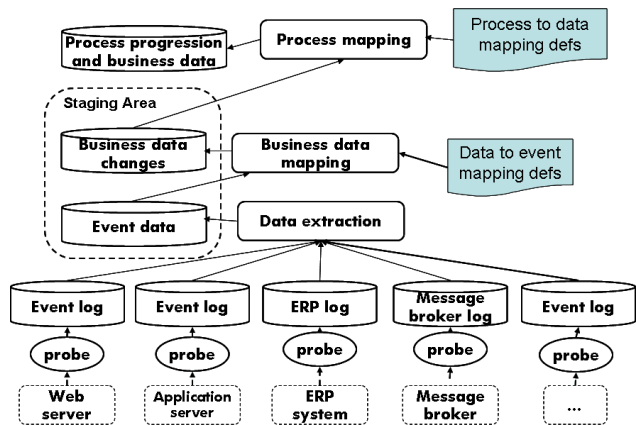 Process progression
and business data
Process mapping
Process to data
mapping defs
Staging Area
Business data
changes
Business data
mapping
Data to event
mapping defs
Event data
Data extraction
Event log
Event log
ERP log
Message
broker log
Event log
probe
probe
probe
probe
probe
Web
server
Application
server
ERP
system
Message
broker
...